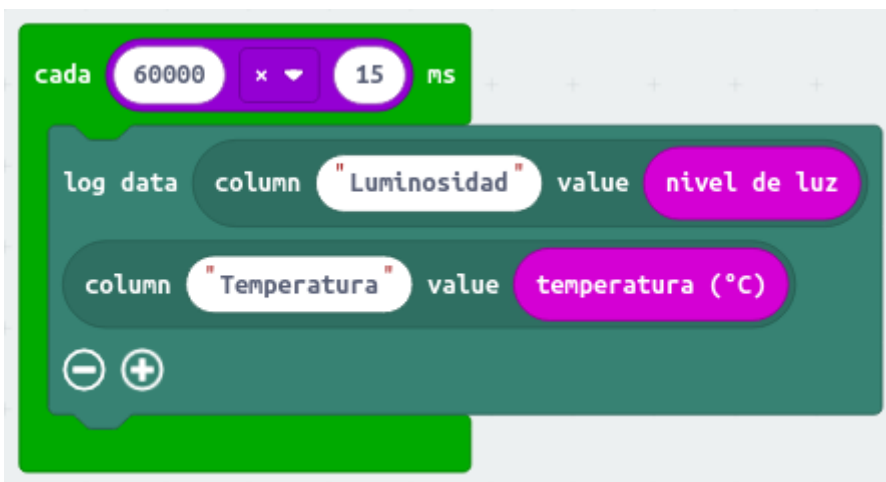 cada 60000 × 15 ms
log data column "Luminosidad" value nivel de luz
column "Temperatura" value temperatura (°C)